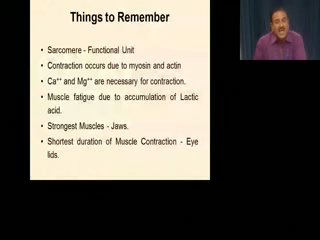 Things to Remember
• Sarcomere - Functional Unit
• Contraction occurs due to myosin and actin
• Ca⁺⁺ and Mg⁺⁺ are necessary for contraction.
• Muscle fatigue due to accumulation of Lactic
acid.
• Strongest Muscles - Jaws.
• Shortest duration of Muscle Contraction - Eye
lids.